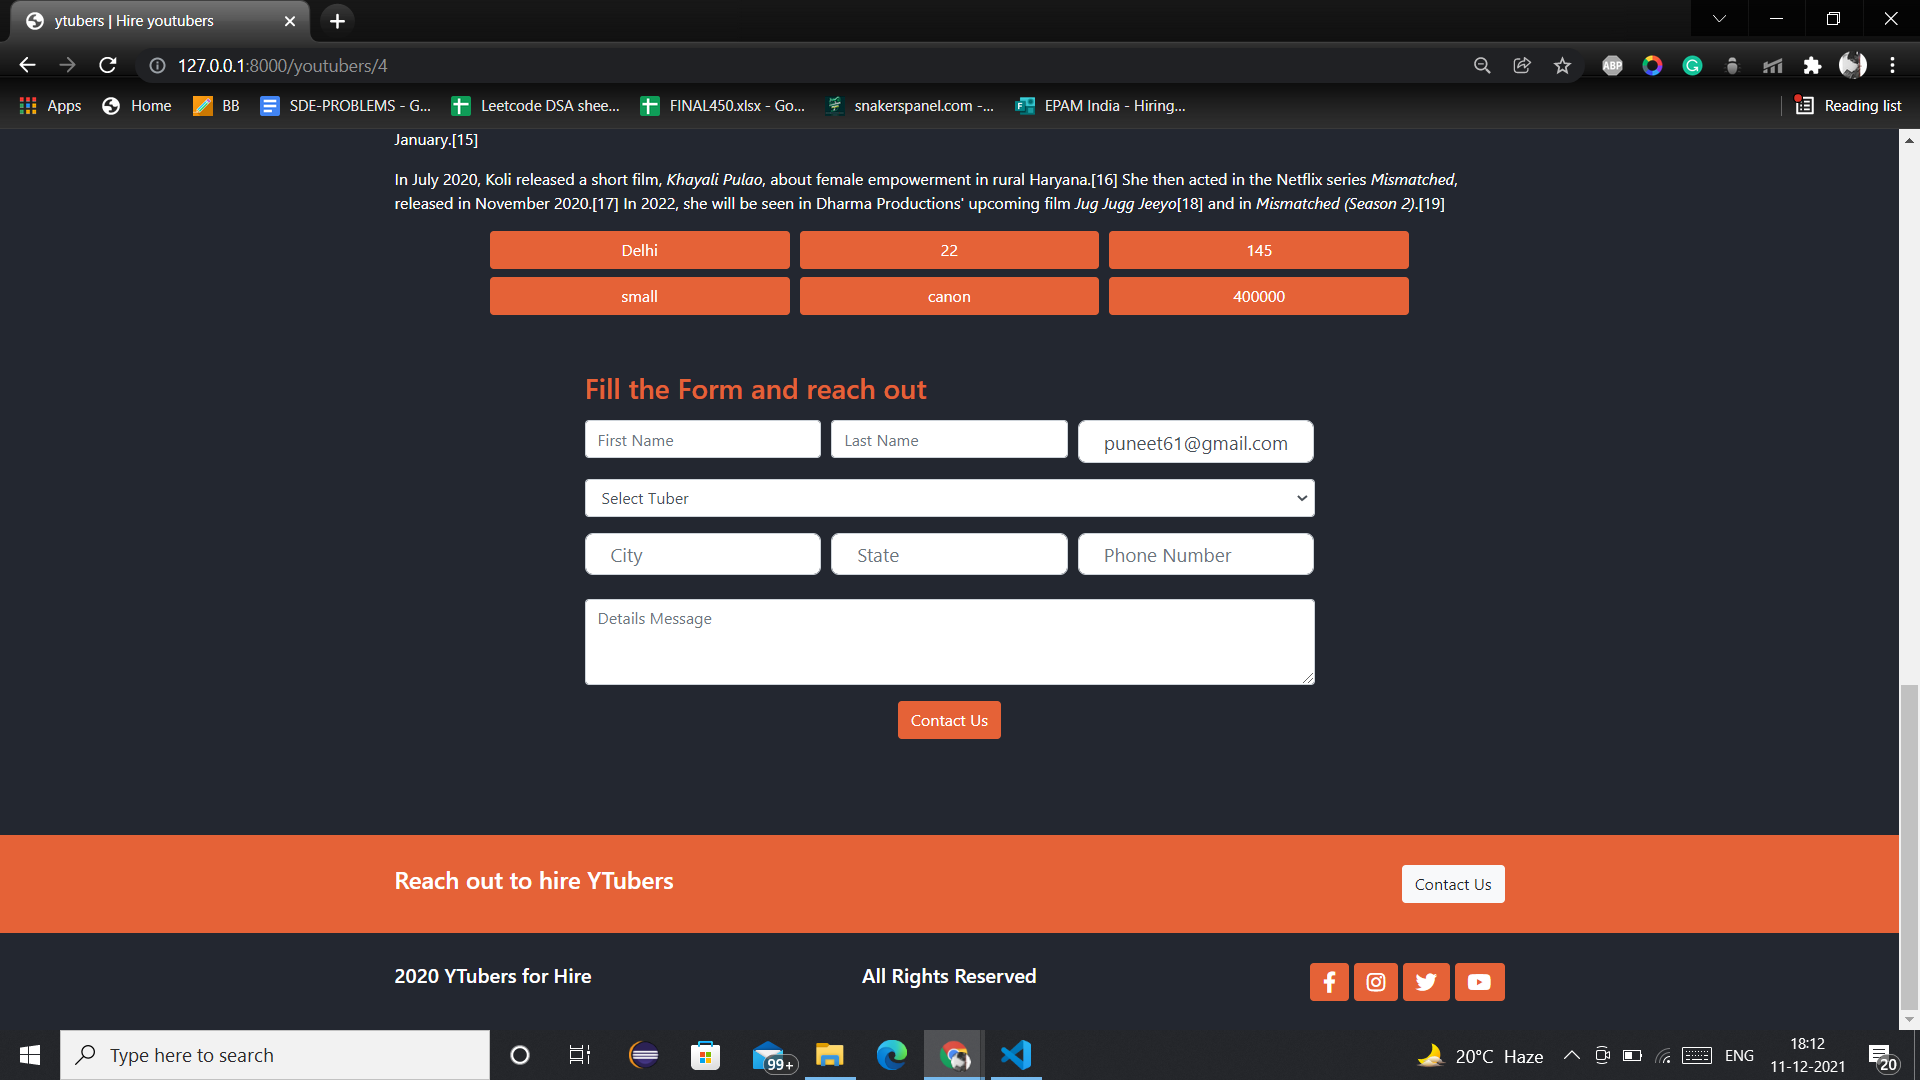 ytubers | Hire youtubers
127.0.0.1:8000/youtubers/4
ABP
Apps Home BB SDE-PROBLEMS - G... Leetcode DSA shee... FINAL450.xlsx - Go... snakerspanel.com -... EPAM India - Hiring... Reading list
January.[15]
In July 2020, Koli released a short film, Khayali Pulao, about female empowerment in rural Haryana.[16] She then acted in the Netflix series Mismatched,
released in November 2020.[17] In 2022, she will be seen in Dharma Productions' upcoming film Jug Jugg Jeeyo[18] and in Mismatched (Season 2).[19]
Delhi 22 145
small canon 400000
Fill the Form and reach out
First Name Last Name puneet61@gmail.com
Select Tuber
City State Phone Number
Details Message
Contact Us
Reach out to hire YTubers Contact Us
2020 YTubers for Hire All Rights Reserved
Type here to search 99+ 20°C Haze ENG 18:12
11-12-2021 20